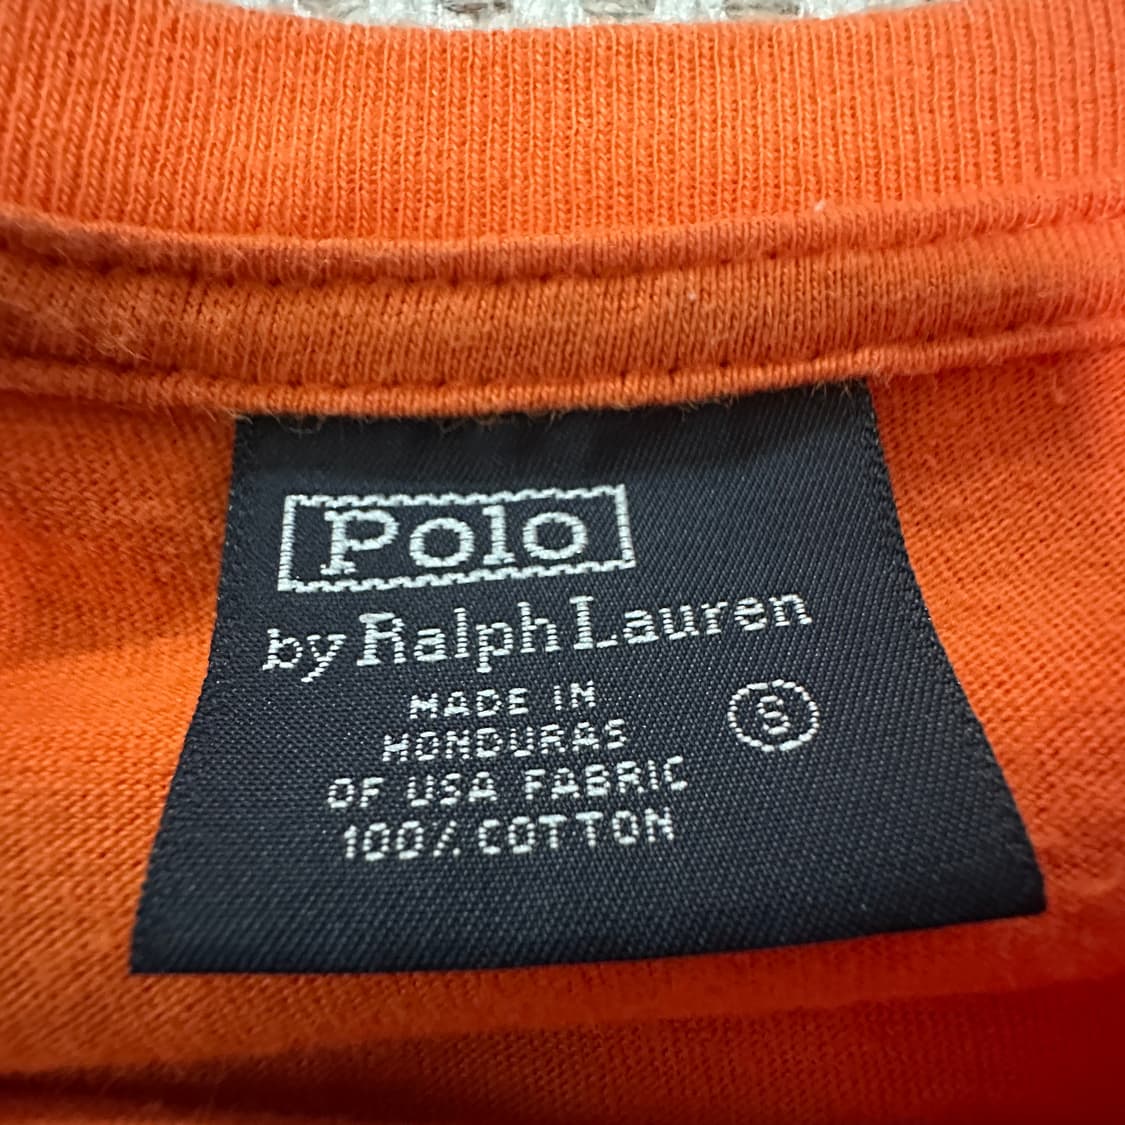 Polo
by Ralph Lauren
MADE IN
HONDURAS
OF USA FABRIC
100% COTTON
S